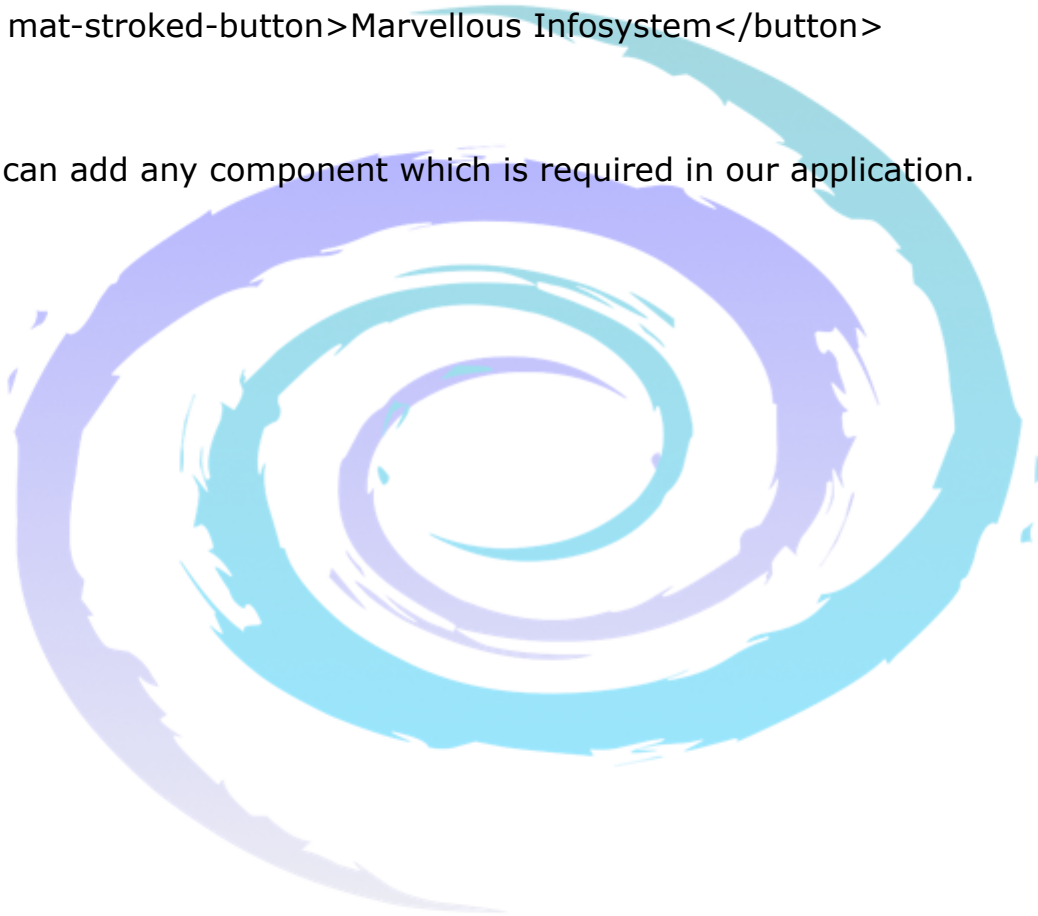 mat-stroked-button>Marvellous Infosystem</button>
can add any component which is required in our application.